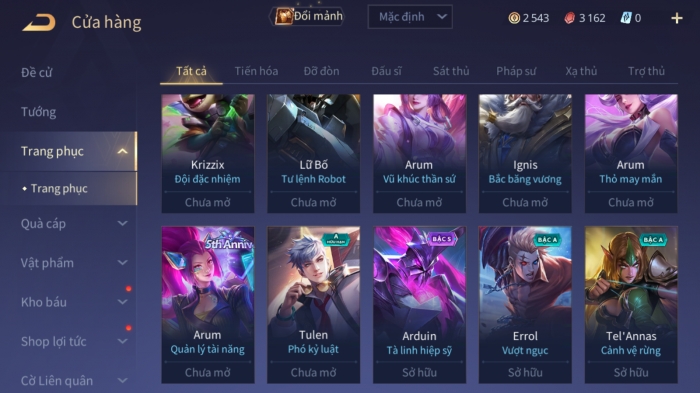 Cửa hàng
Đổi mảnh
Mặc định
2 543
3 162
0
Đề cử
Tướng
Trang phục
• Trang phục
Quà cáp
Vật phẩm
Kho báu
Shop lợi tức
Cờ Liên quân
Tất cả
Tiến hóa
Đỡ đòn
Đấu sĩ
Sát thủ
Pháp sư
Xạ thủ
Trợ thủ
Krizzix
Đội đặc nhiệm
Chưa mở
Lữ Bố
Tư lệnh Robot
Chưa mở
Arum
Vũ khúc thần sứ
Chưa mở
Ignis
Bắc băng vương
Chưa mở
Arum
Thỏ may mắn
Chưa mở
5th Anniv
Arum
Quản lý tài năng
Chưa mở
A
HỮU HẠN
Tulen
Phó kỷ luật
Chưa mở
BẬC S
Arduin
Tà linh hiệp sỹ
Sở hữu
BẬC A
Errol
Vượt ngục
Sở hữu
BẬC A
Tel'Annas
Cảnh vệ rừng
Sở hữu